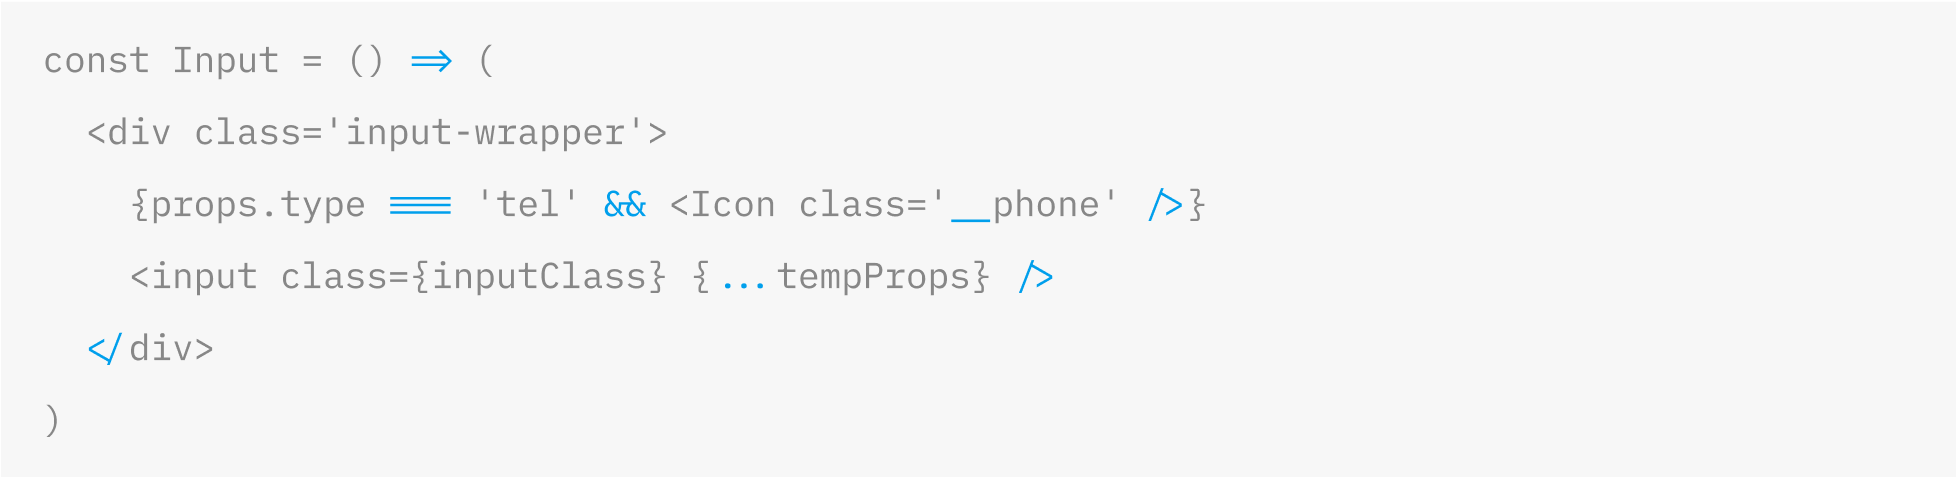 const Input = () => (
  <div class='input-wrapper'>
    {props.type === 'tel' && <Icon class='__phone' />}
    <input class={inputClass} {...tempProps} />
  </div>
)